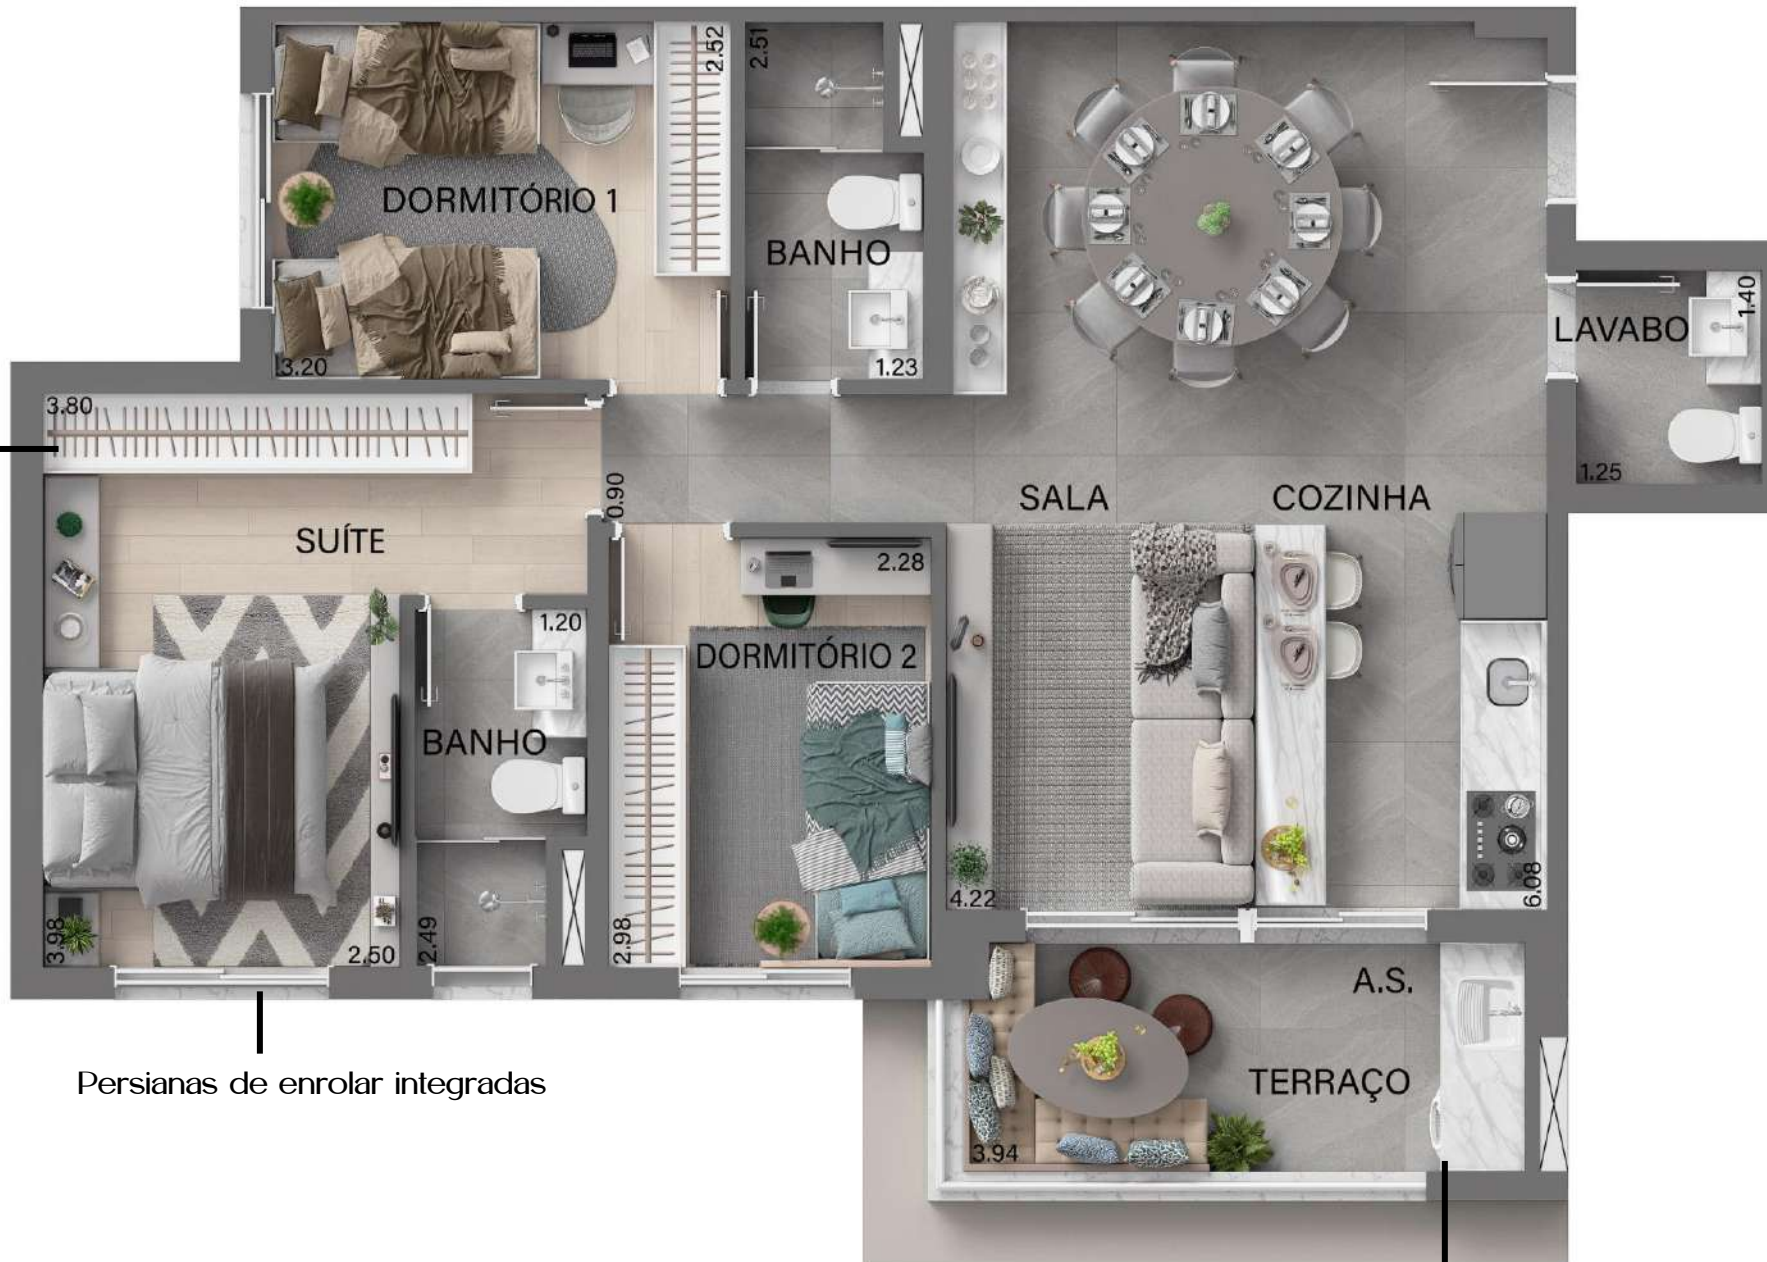 2.52
2.51
DORMITÓRIO 1
BANHO
3.20
1.23
1.40
LAVABO
1.25
3.80
0.90
SALA
COZINHA
SUÍTE
2.28
1.20
DORMITÓRIO 2
BANHO
4.22
6.08
3.98
2.50
2.49
2.98
A.S.
TERRAÇO
3.94
Persianas de enrolar integradas